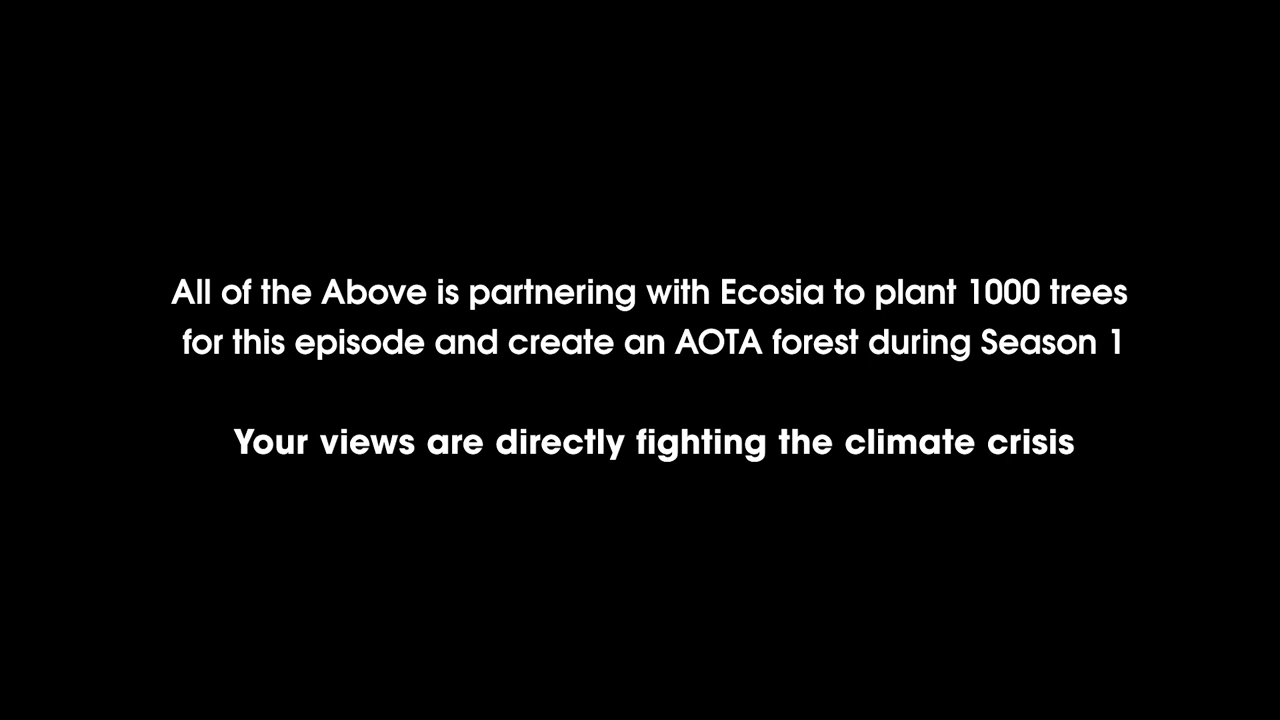 All of the Above is partnering with Ecosia to plant 1000 trees
for this episode and create an AOTA forest during Season 1
Your views are directly fighting the climate crisis